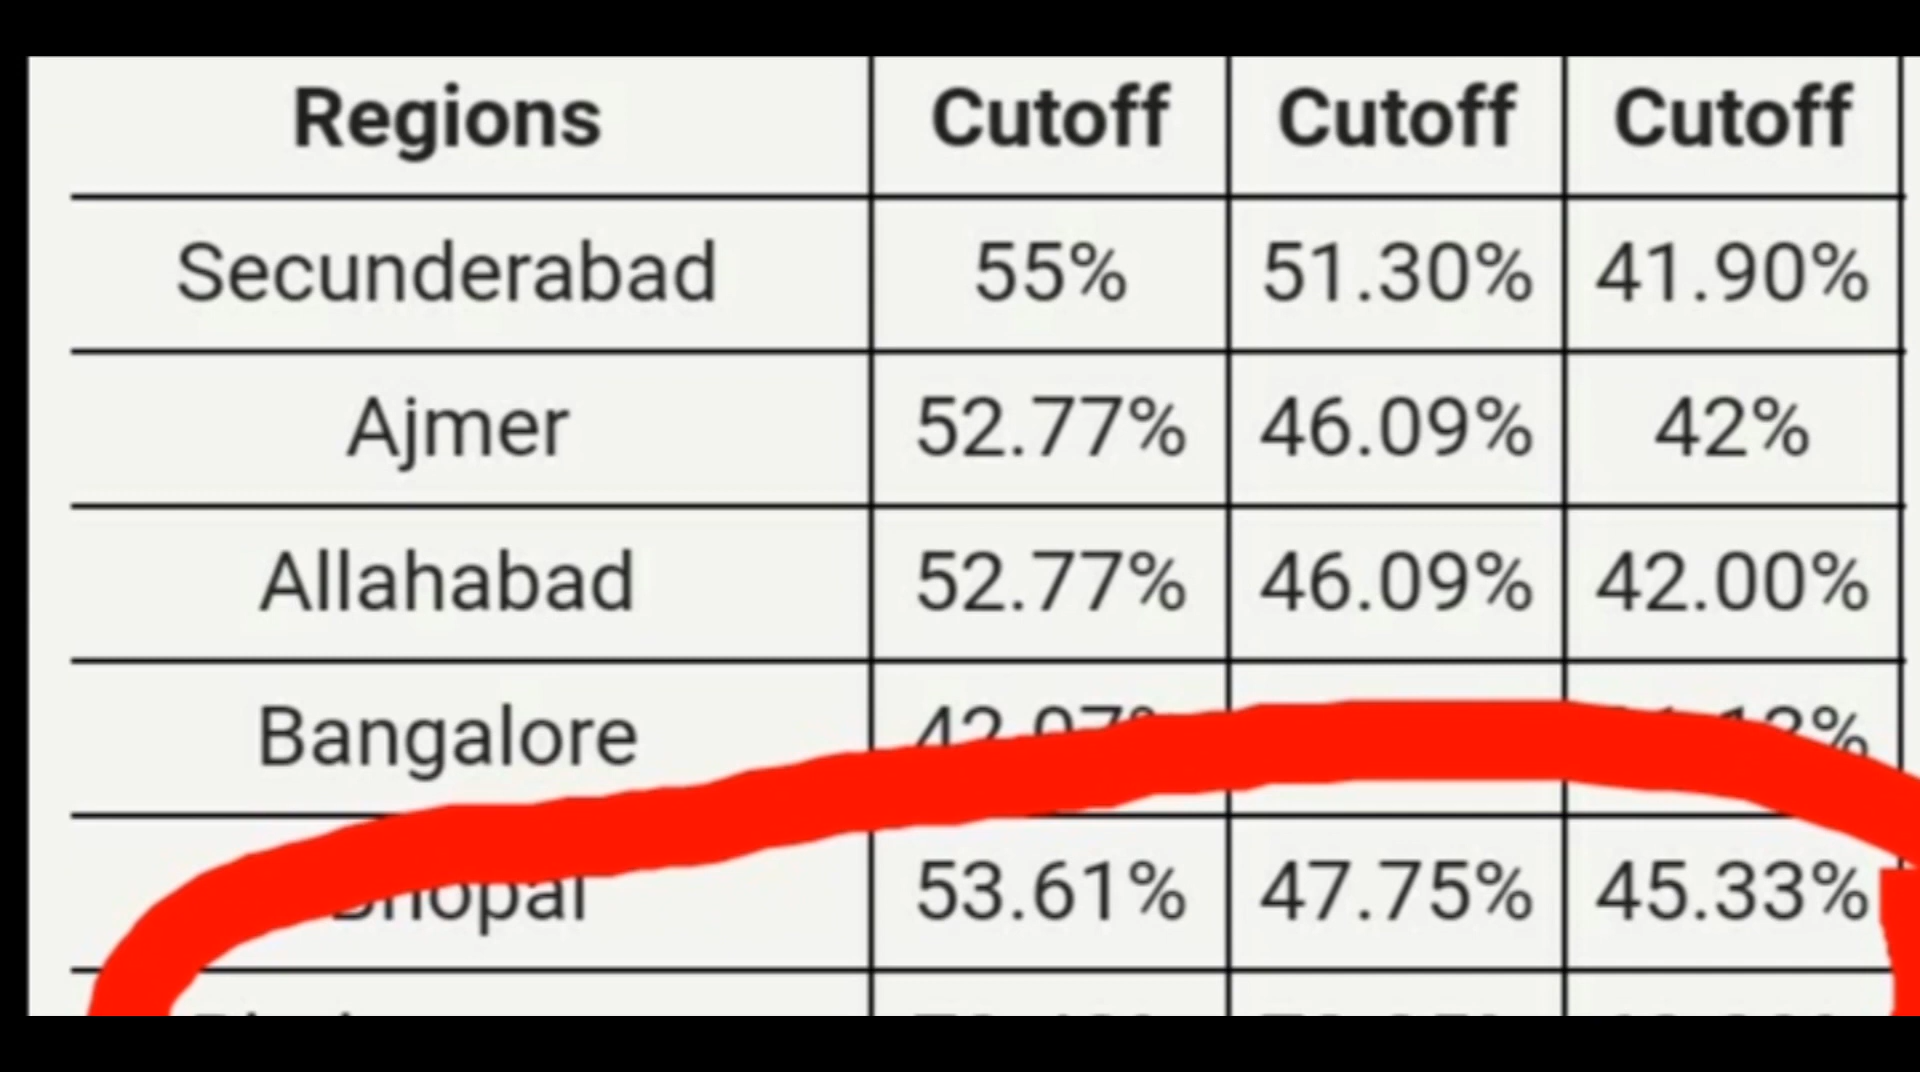 Regions Cutoff Cutoff Cutoff
Secunderabad 55% 51.30% 41.90%
Ajmer 52.77% 46.09% 42%
Allahabad 52.77% 46.09% 42.00%
Bangalore
Bhopal 53.61% 47.75% 45.33%